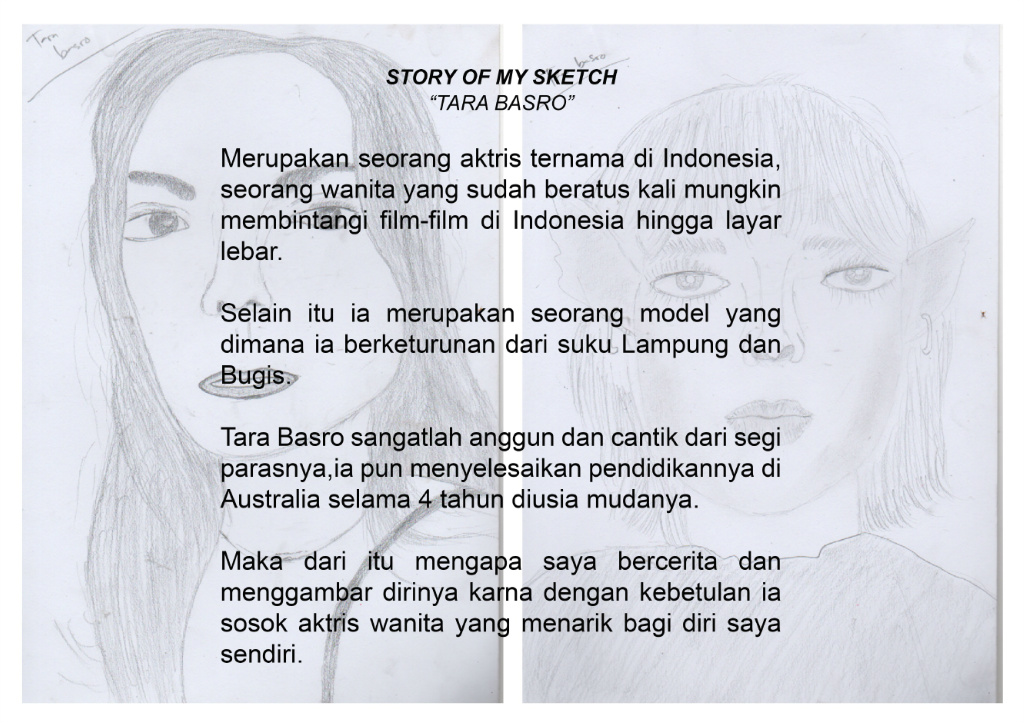 Tara
basro
basro
STORY OF MY SKETCH
“TARA BASRO”
Merupakan seorang aktris ternama di Indonesia,
seorang wanita yang sudah beratus kali mungkin
membintangi film-film di Indonesia hingga layar
lebar.
Selain itu ia merupakan seorang model yang
dimana ia berketurunan dari suku Lampung dan
Bugis.
Tara Basro sangatlah anggun dan cantik dari segi
parasnya,ia pun menyelesaikan pendidikannya di
Australia selama 4 tahun diusia mudanya.
Maka dari itu mengapa saya bercerita dan
menggambar dirinya karna dengan kebetulan ia
sosok aktris wanita yang menarik bagi diri saya
sendiri.